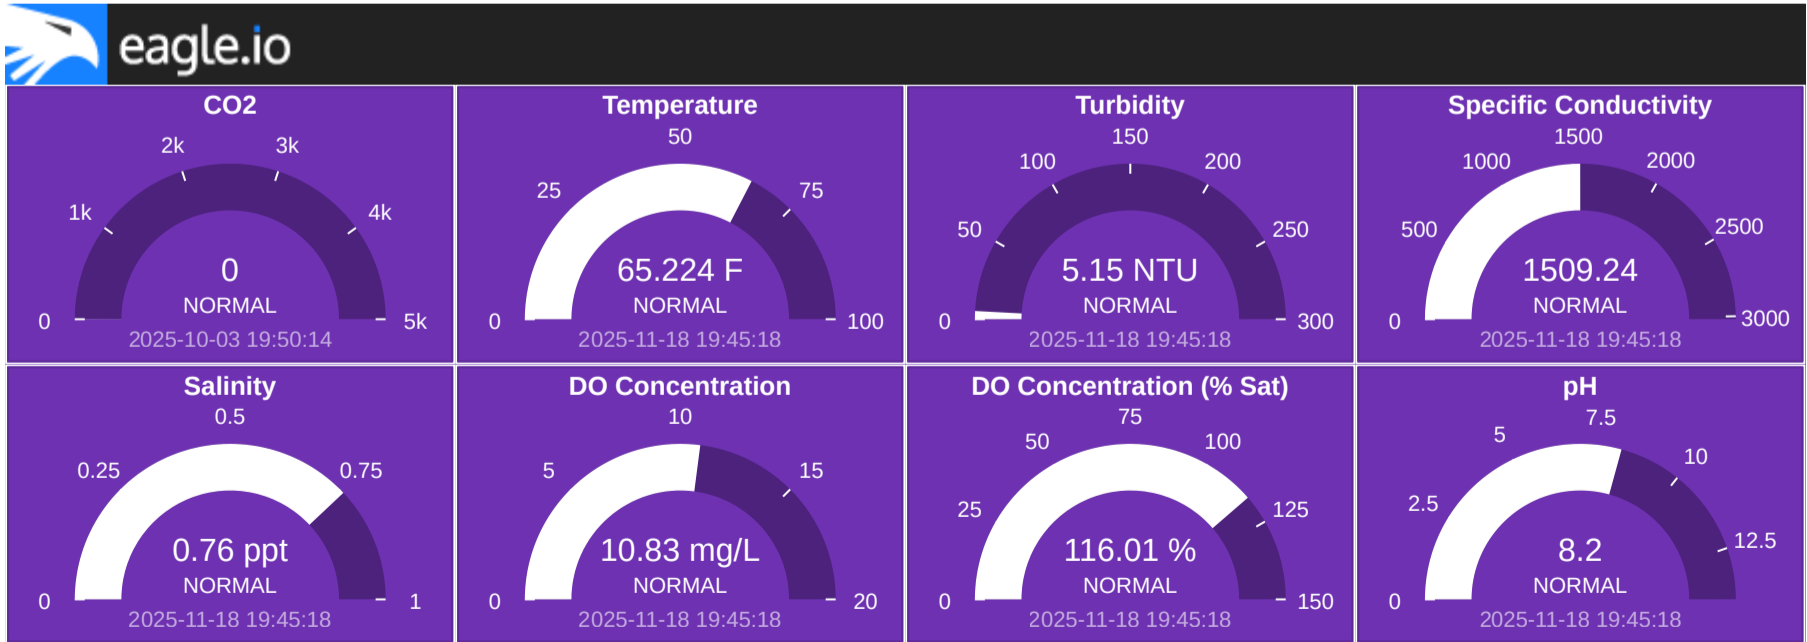 eagle.io
CO2
2k
3k
1k
4k
0
NORMAL
0
5k
2025-10-03 19:50:14
Temperature
50
25
75
65.224 F
NORMAL
0
100
2025-11-18 19:45:18
Turbidity
150
100
200
50
250
5.15 NTU
NORMAL
0
300
2025-11-18 19:45:18
Specific Conductivity
1500
1000
2000
500
2500
1509.24
NORMAL
0
3000
2025-11-18 19:45:18
Salinity
0.5
0.25
0.75
0.76 ppt
NORMAL
0
1
2025-11-18 19:45:18
DO Concentration
10
5
15
10.83 mg/L
NORMAL
0
20
2025-11-18 19:45:18
DO Concentration (% Sat)
75
50
100
25
125
116.01 %
NORMAL
0
150
2025-11-18 19:45:18
pH
7.5
5
10
2.5
12.5
8.2
NORMAL
0
2025-11-18 19:45:18